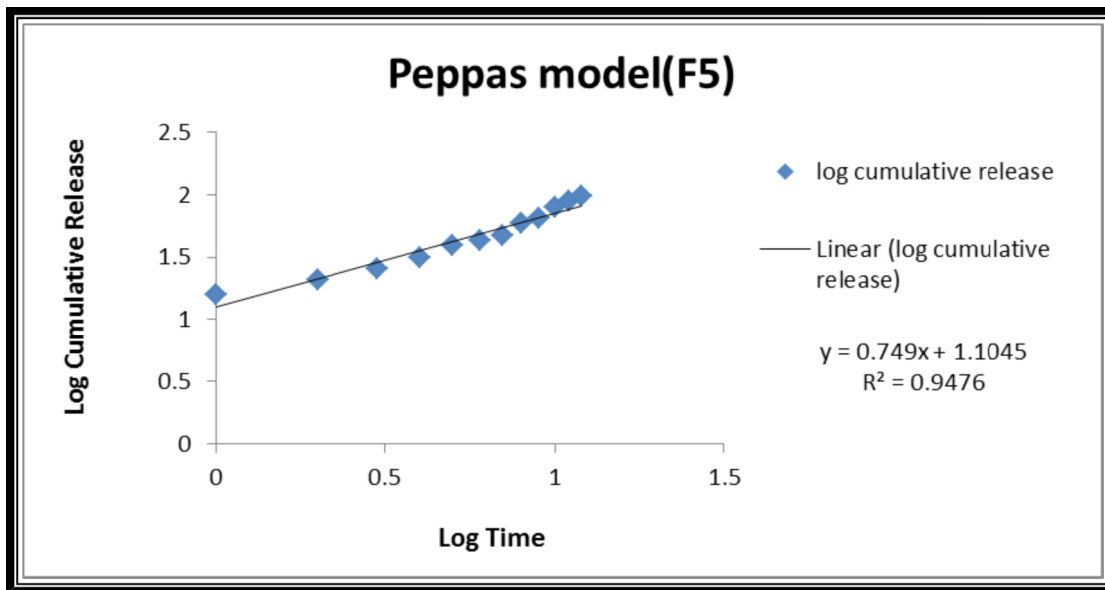 Peppas model(F5)
Log Cumulative Release
2.5
2
1.5
1
0.5
0
0
0.5
1
1.5
Log Time
log cumulative release
Linear (log cumulative
release)
y = 0.749x + 1.1045
R² = 0.9476